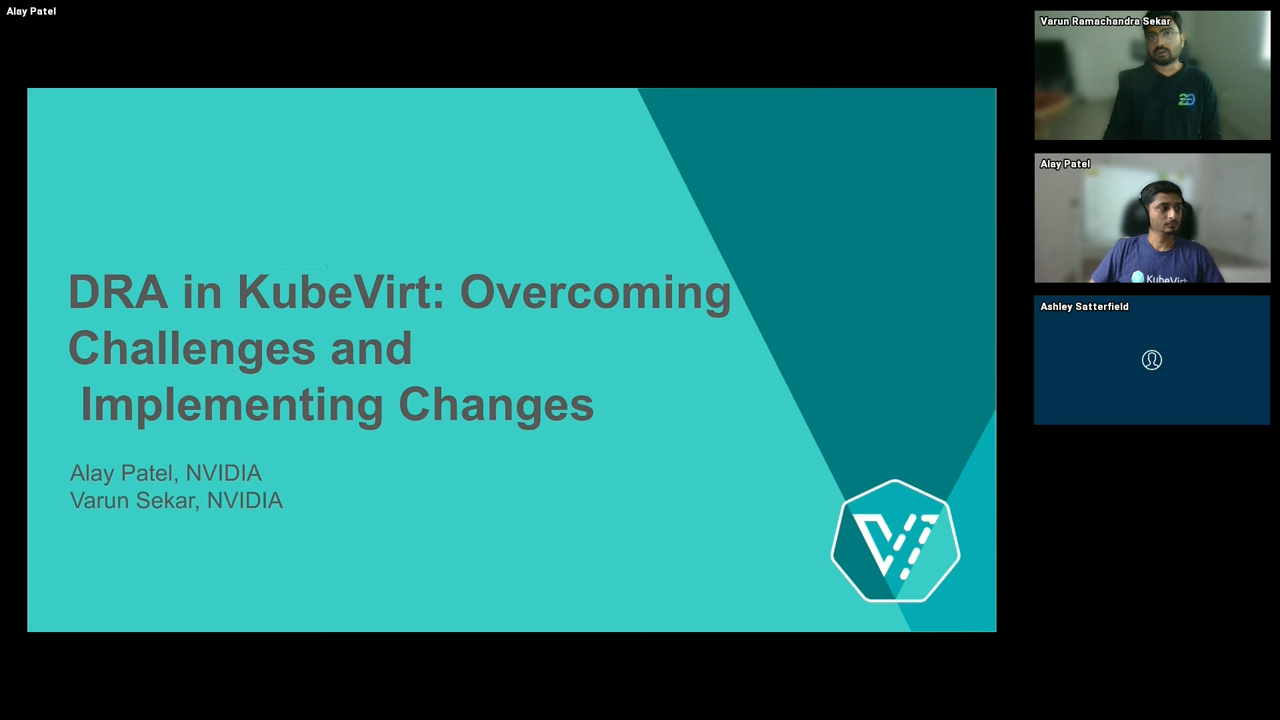 Alay Patel
DRA in KubeVirt: Overcoming
Challenges and
Implementing Changes
Alay Patel, NVIDIA
Varun Sekar, NVIDIA
Varun Ramachandra Sekar
Alay Patel
KubeVirt
Ashley Satterfield